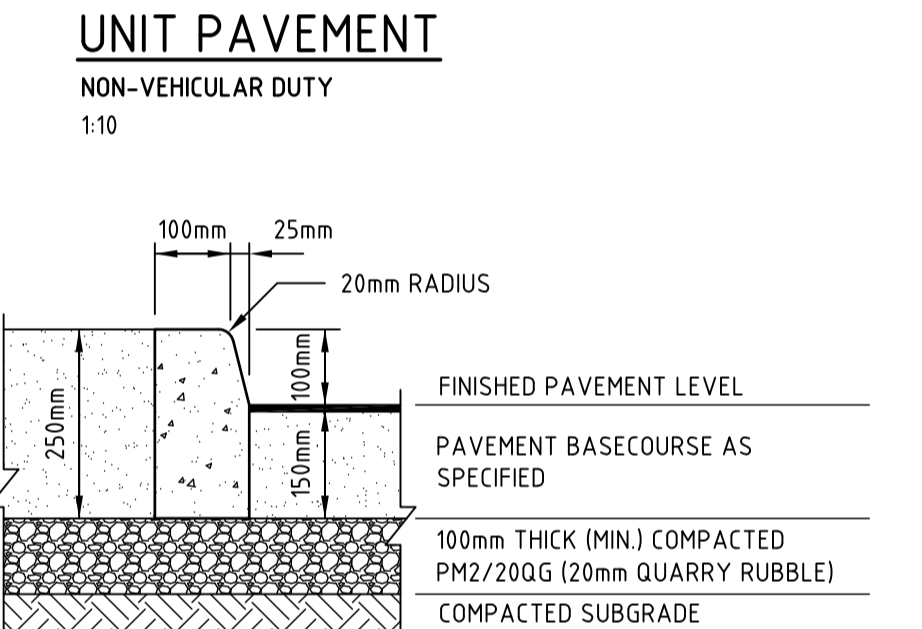 UNIT PAVEMENT
NON-VEHICULAR DUTY
1:10
100mm
25mm
20mm RADIUS
250mm
100mm
150mm
FINISHED PAVEMENT LEVEL
PAVEMENT BASECOURSE AS
SPECIFIED
100mm THICK (MIN.) COMPACTED
PM2/20QG (20mm QUARRY RUBBLE)
COMPACTED SUBGRADE